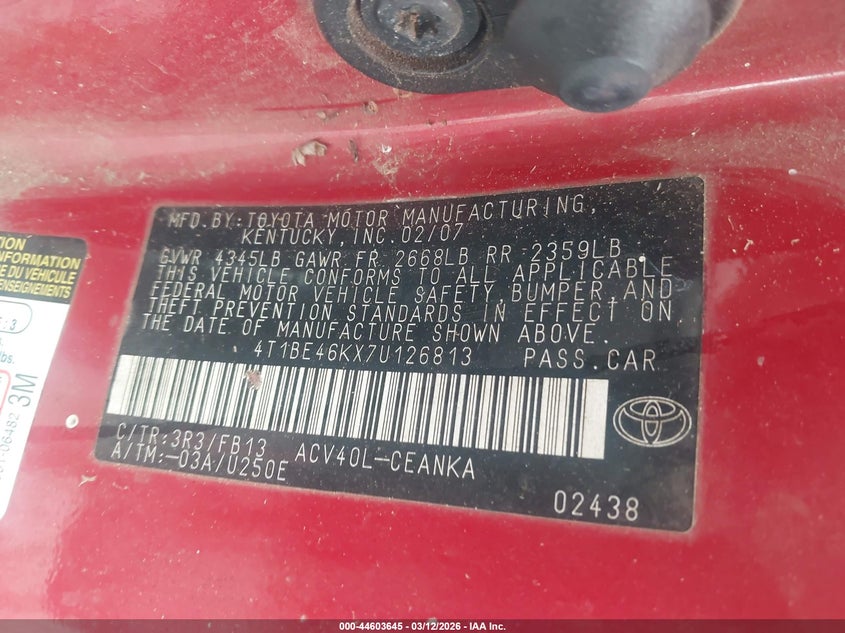 MFD.BY:TOYOTA MOTOR MANUFACTURING,
KENTUCKY, INC. 02/07
GVWR 4345LB GAWR FR 2668LB RR 2359LB
THIS VEHICLE CONFORMS TO ALL APPLICABLE
FEDERAL MOTOR VEHICLE SAFETY, BUMPER, AND
THEFT PREVENTION STANDARDS IN EFFECT ON
THE DATE OF MANUFACTURE SHOWN ABOVE.
4T1BE46KX7U126813 PASS.CAR
C/TR:3R3/FB13 ACV40L-CEANKA
A/TM:-03A/U250E
02438
INFORMATION
3M
06482
000-44603645 - 03/12/2026 - IAA Inc.